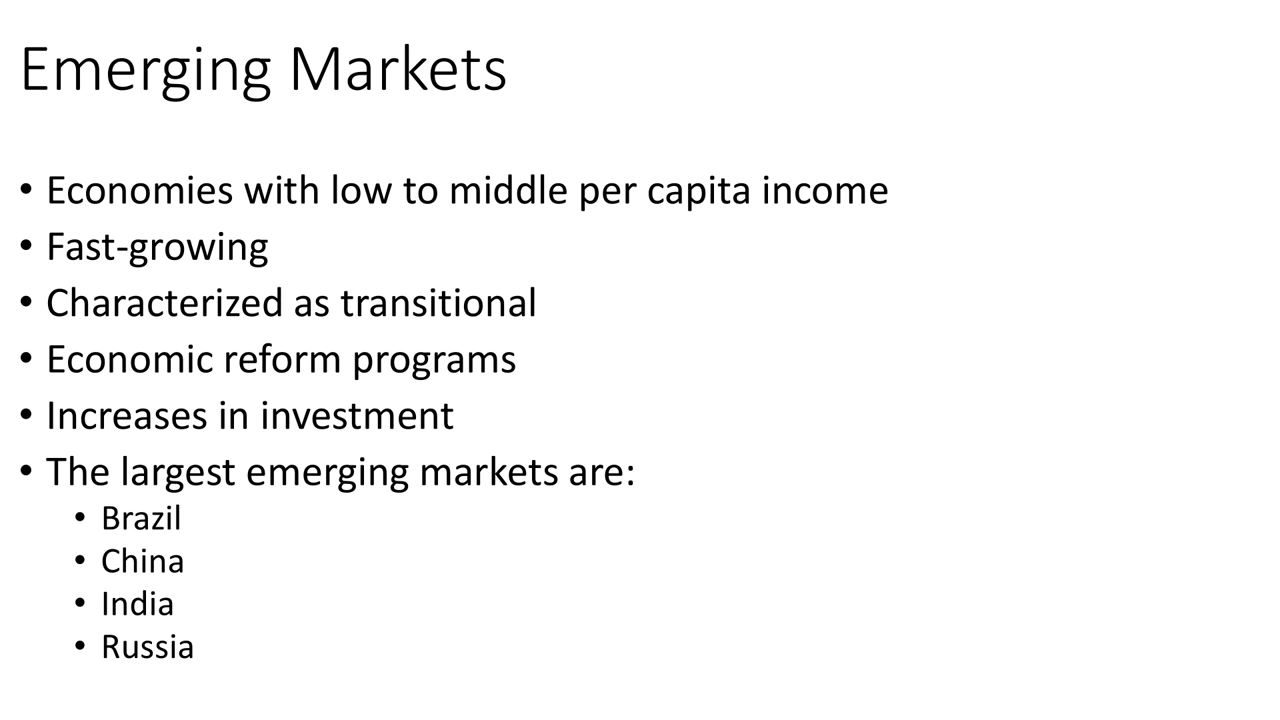 Emerging Markets
• Economies with low to middle per capita income
• Fast-growing
• Characterized as transitional
• Economic reform programs
• Increases in investment
• The largest emerging markets are:
• Brazil
• China
• India
• Russia